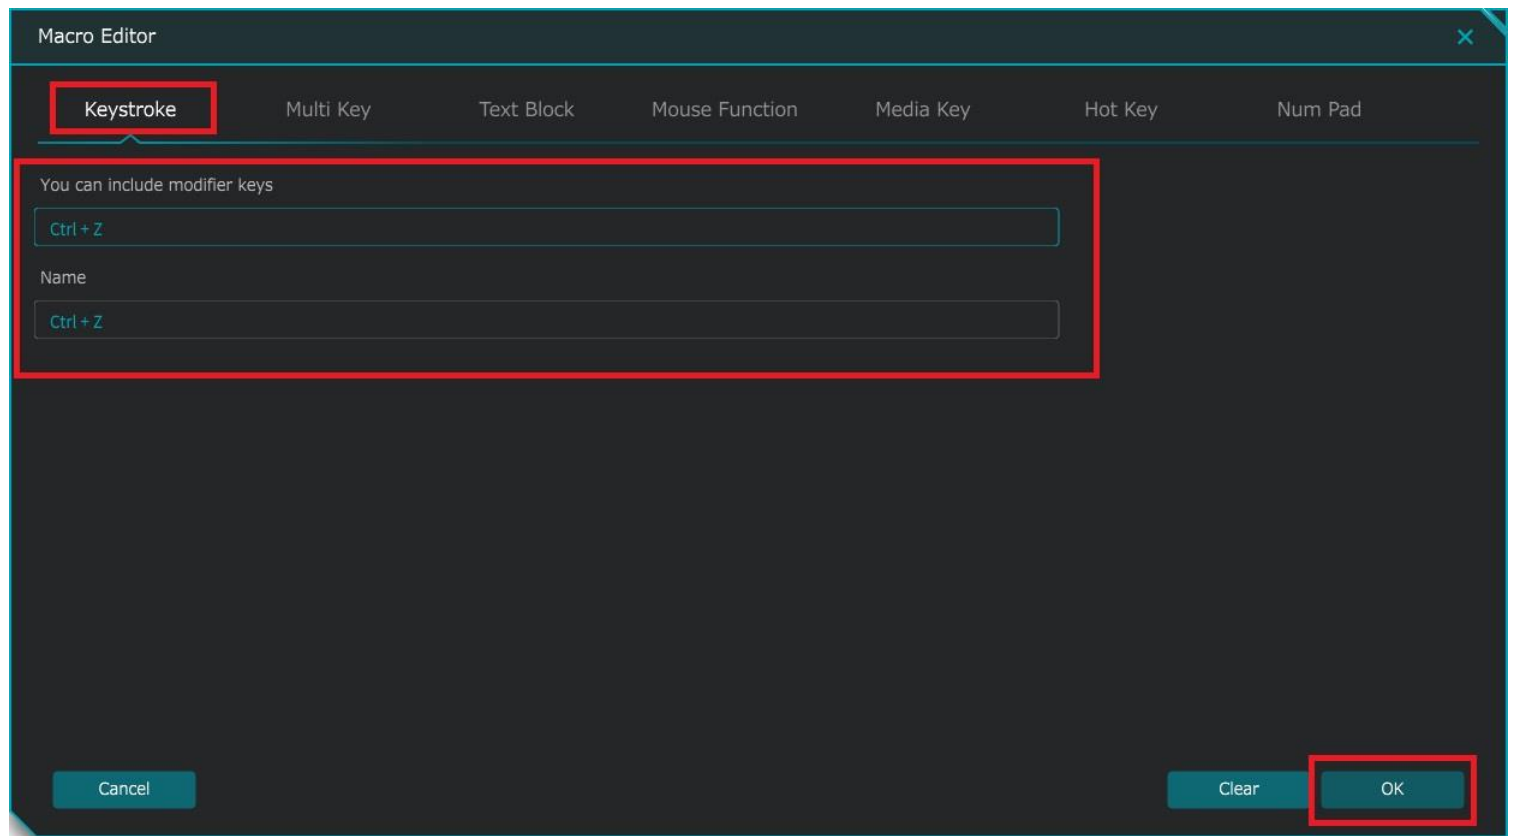 Macro Editor
Keystroke Multi Key Text Block Mouse Function Media Key Hot Key Num Pad
You can include modifier keys
Ctrl + Z
Name
Ctrl + Z
Cancel Clear OK